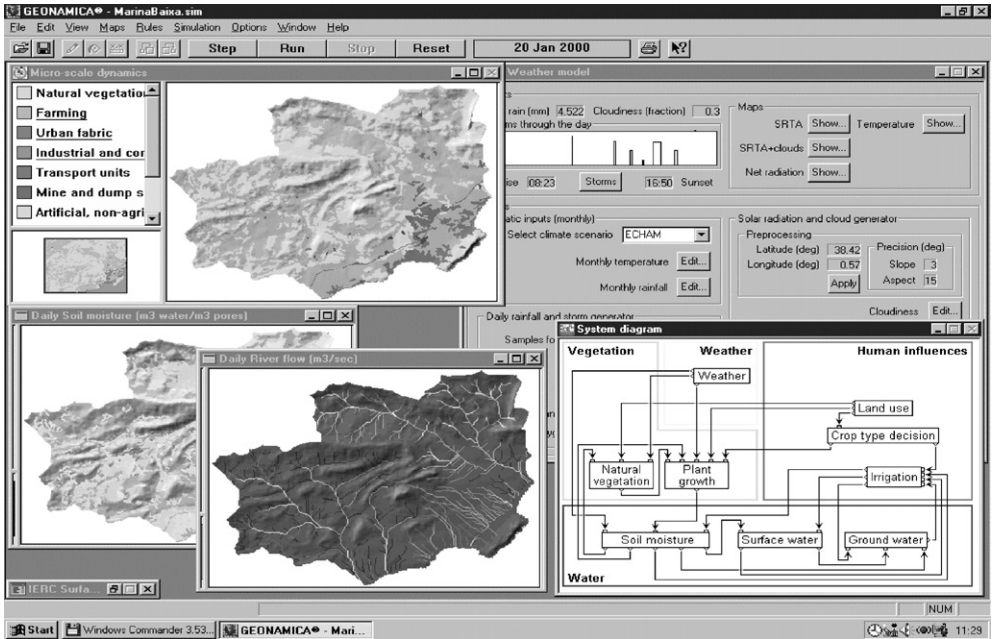 GEONAMICA® - MarinaBaixa.sim
File Edit View Maps Rules Simulation Options Window Help
Step Run Stop Reset 20 Jan 2000
Micro-scale dynamics
Natural vegetation
Farming
Urban fabric
Industrial and cor
Transport units
Mine and dump s
Artificial, non-agri
Weather model
rain (mm) 4.522 Cloudiness (fraction) 0.3
ms through the day
ise 08:23 Storms 16:50 Sunset
Maps
SRTA Show... Temperature Show...
SRTA+clouds Show...
Net radiation Show...
atic inputs (monthly)
Select climate scenario ECHAM
Monthly temperature Edit...
Monthly rainfall Edit...
Solar radiation and cloud generator
Preprocessing
Latitude (deg) 38.42
Longitude (deg) 0.57
Precision (deg)
Slope 3
Aspect 15
Apply
Cloudiness Edit...
Daily rainfall and storm generator
Samples fo
Daily Soil moisture (m3 water/m3 pores)
Daily River flow (m3/sec)
System diagram
Vegetation Weather Human influences
Weather
Land use
Crop type decision
Natural vegetation
Plant growth
Irrigation
Soil moisture
Surface water
Ground water
Water
IERC Surfa...
NUM
Start Windows Commander 3.53... GEONAMICA® - Mari... 11:29